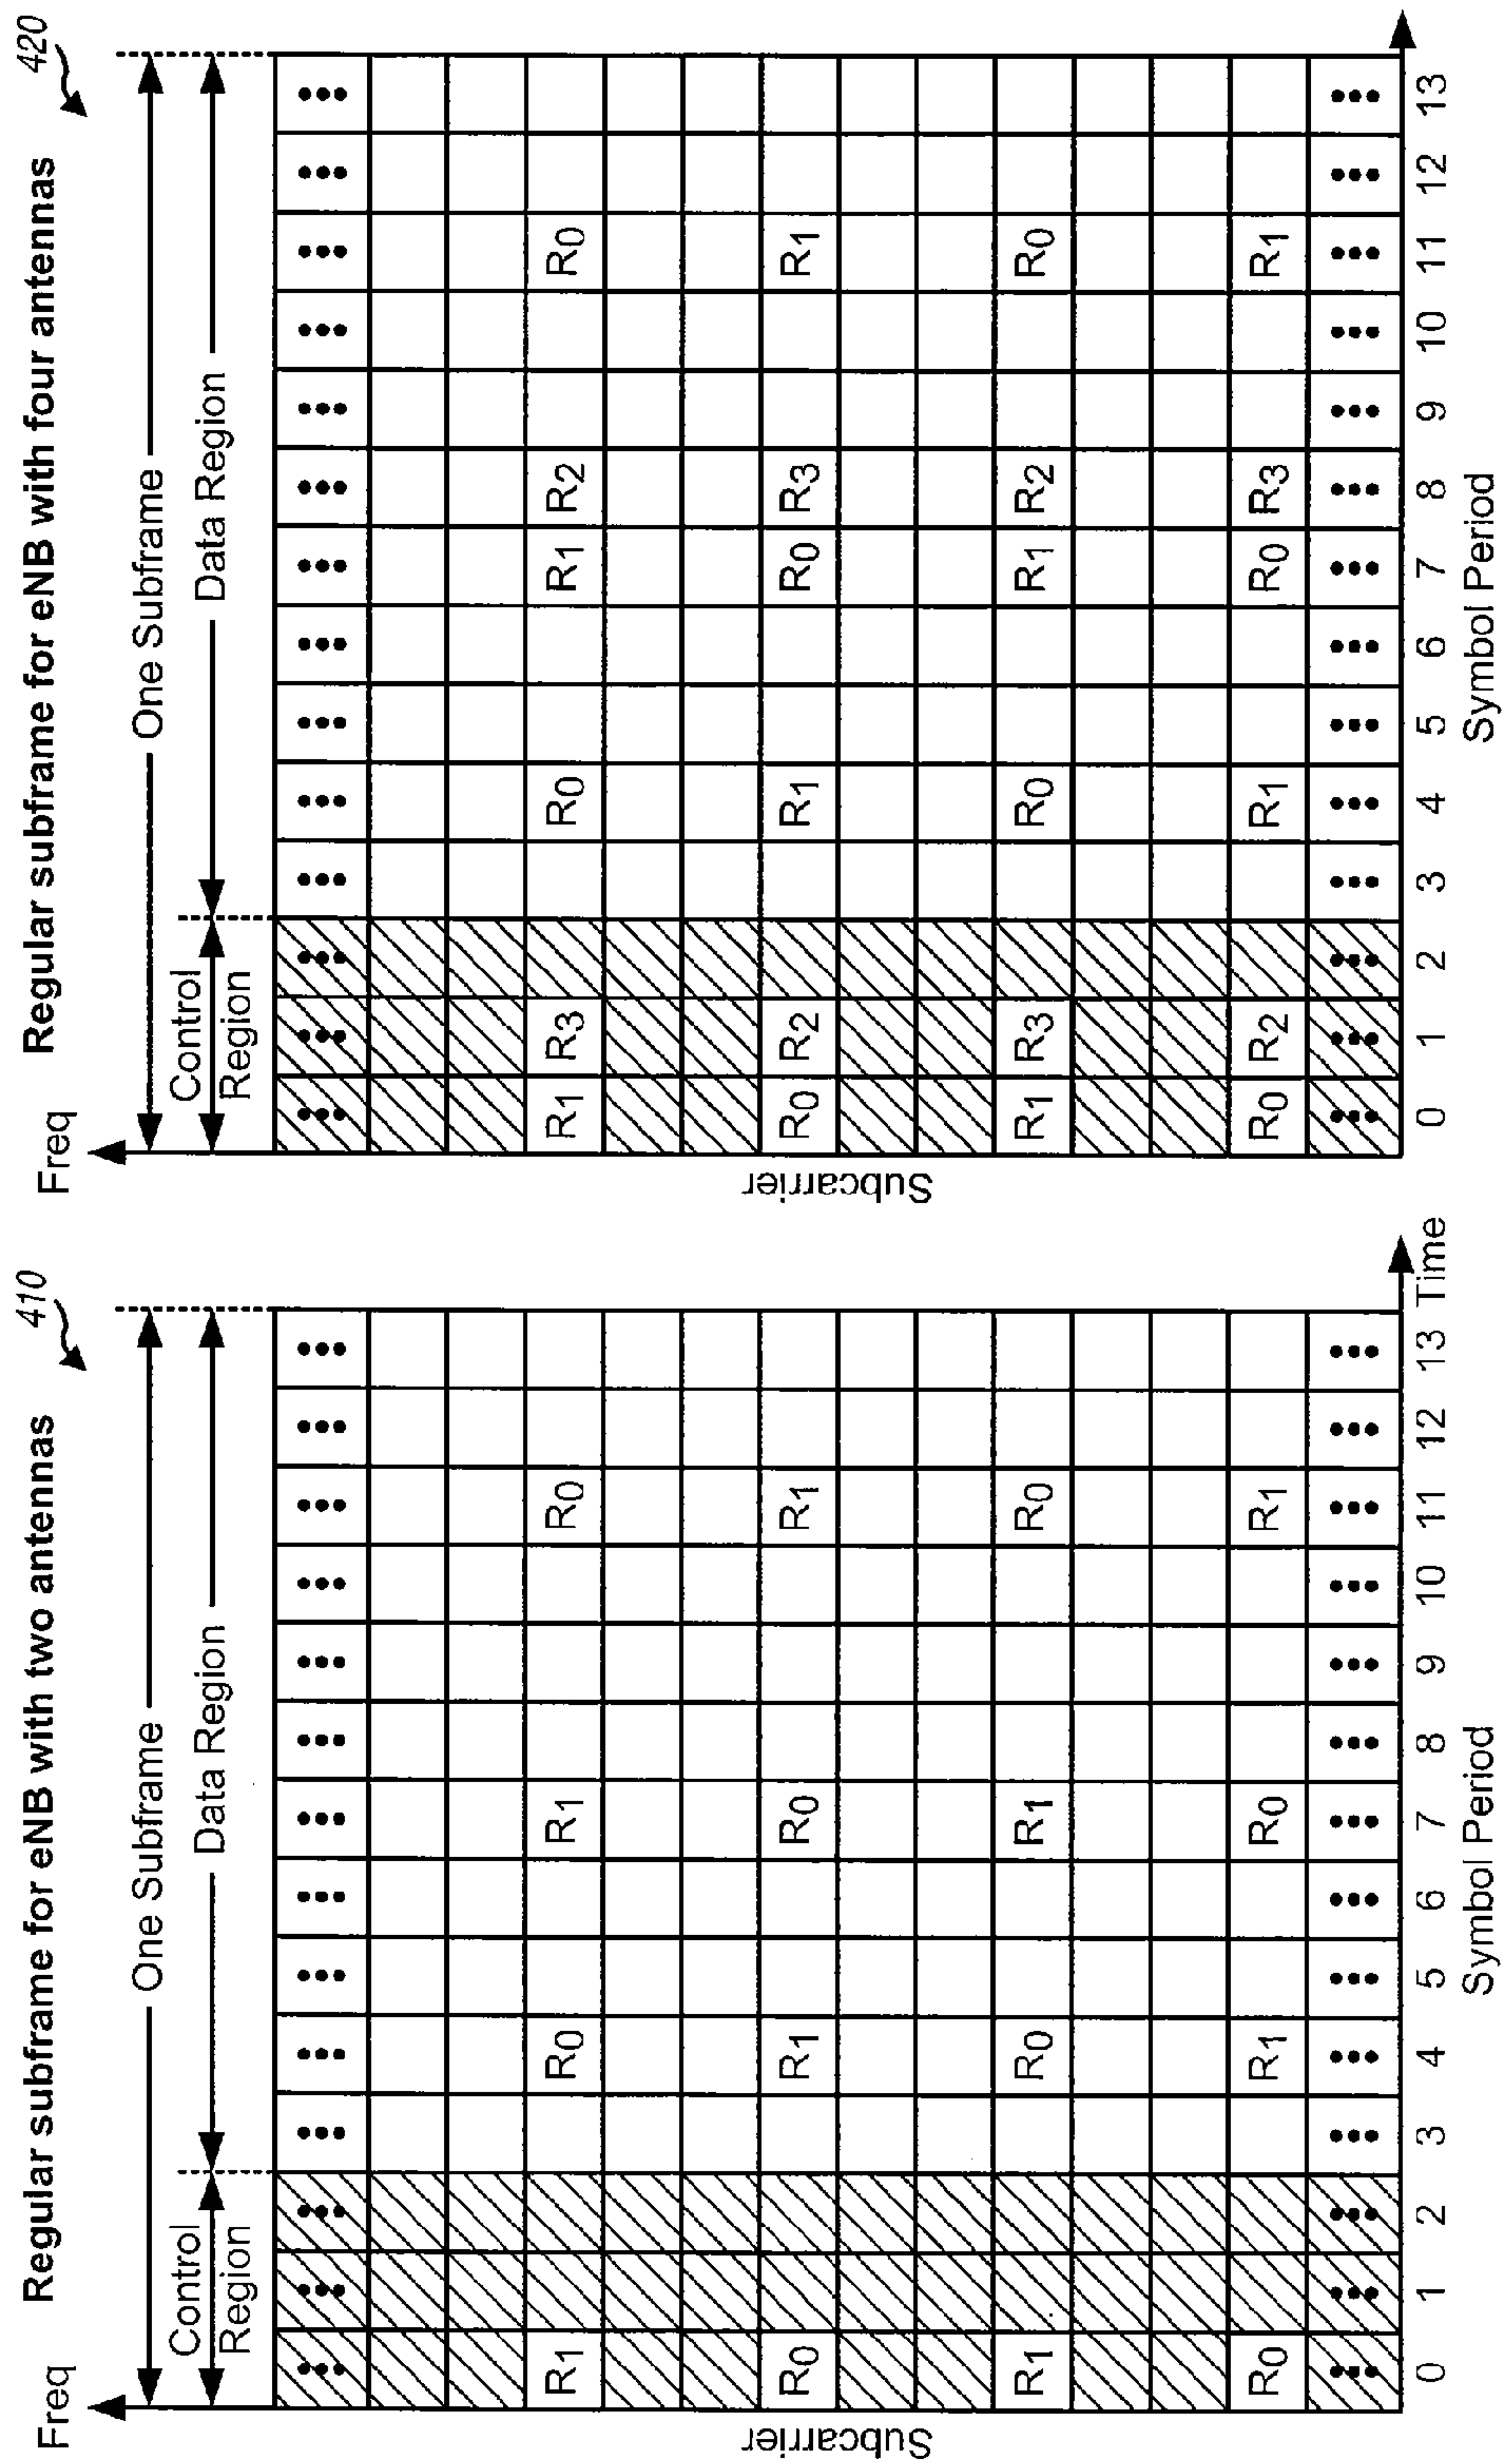 Regular subframe for eNB with two antennas
410
Freq
One Subframe
Control
Region
Data Region
Subcarrier
••• ••• ••• ••• ••• ••• ••• ••• ••• ••• ••• ••• ••• •••
R1 R0 R1 R0
R0 R1 R0 R1
R1 R0 R1 R0
R0 R1 R0 R1
••• ••• ••• ••• ••• ••• ••• ••• ••• ••• ••• ••• ••• •••
0 1 2 3 4 5 6 7 8 9 10 11 12 13
Time
Symbol Period
Regular subframe for eNB with four antennas
420
Freq
One Subframe
Control
Region
Data Region
Subcarrier
••• ••• ••• ••• ••• ••• ••• ••• ••• ••• ••• ••• ••• •••
R1 R3 R0 R1 R2 R0
R0 R2 R1 R0 R3 R1
R1 R3 R0 R1 R2 R0
R0 R2 R1 R0 R3 R1
••• ••• ••• ••• ••• ••• ••• ••• ••• ••• ••• ••• ••• •••
0 1 2 3 4 5 6 7 8 9 10 11 12 13
Symbol Period